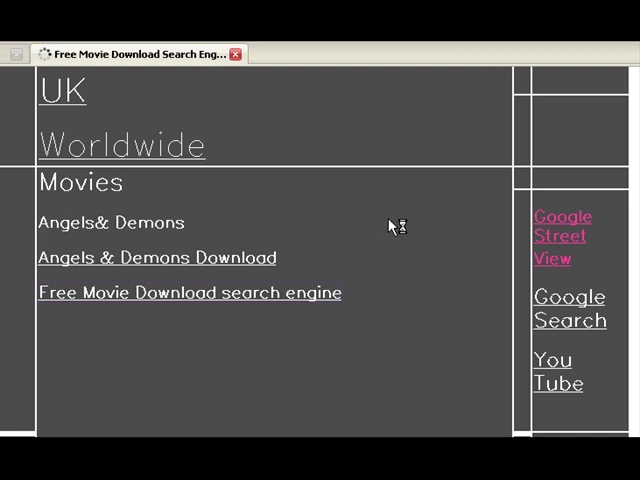 Free Movie Download Search Eng...
UK
Worldwide
Movies
Angels& Demons
Angels & Demons Download
Free Movie Download search engine
Google
Street
View
Google
Search
You
Tube